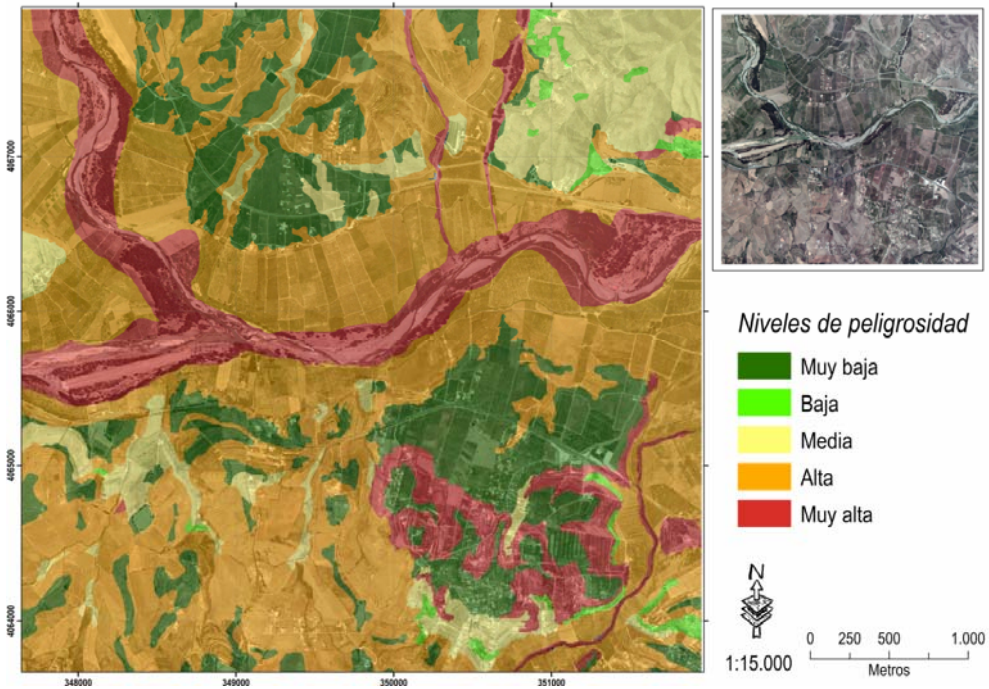 4067000
4066000
4065000
4064000
348000
349000
350000
351000
Niveles de peligrosidad
Muy baja
Baja
Media
Alta
Muy alta
N
1:15.000
0 250 500 1.000
Metros